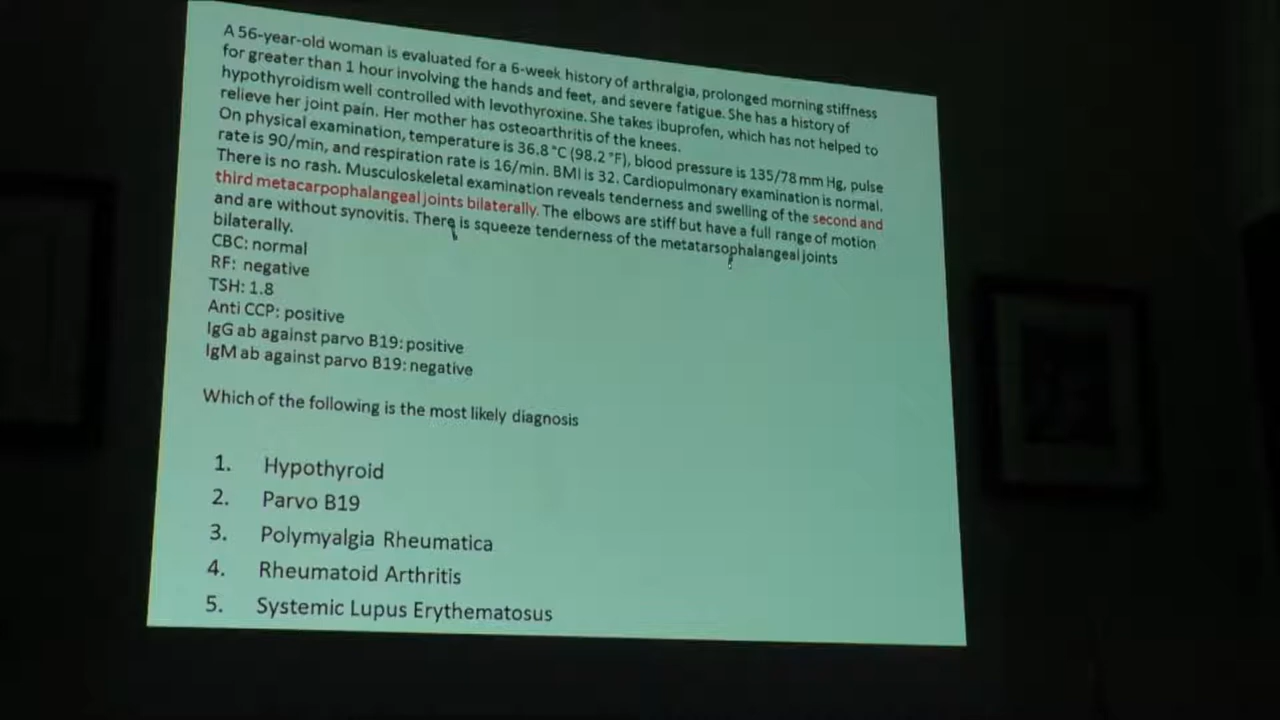 A 56-year-old woman is evaluated for a 6-week history of arthralgia, prolonged morning stiffness
for greater than 1 hour involving the hands and feet, and severe fatigue. She has a history of
hypothyroidism well controlled with levothyroxine. She takes ibuprofen, which has not helped to
relieve her joint pain. Her mother has osteoarthritis of the knees.
On physical examination, temperature is 36.8 °C (98.2 °F), blood pressure is 135/78 mm Hg, pulse
rate is 90/min, and respiration rate is 16/min. BMI is 32. Cardiopulmonary examination is normal.
There is no rash. Musculoskeletal examination reveals tenderness and swelling of the second and
third metacarpophalangeal joints bilaterally. The elbows are stiff but have a full range of motion
and are without synovitis. There is squeeze tenderness of the metatarsophalangeal joints
bilaterally.
CBC: normal
RF: negative
TSH: 1.8
Anti CCP: positive
IgG ab against parvo B19: positive
IgM ab against parvo B19: negative
Which of the following is the most likely diagnosis
1. Hypothyroid
2. Parvo B19
3. Polymyalgia Rheumatica
4. Rheumatoid Arthritis
5. Systemic Lupus Erythematosus